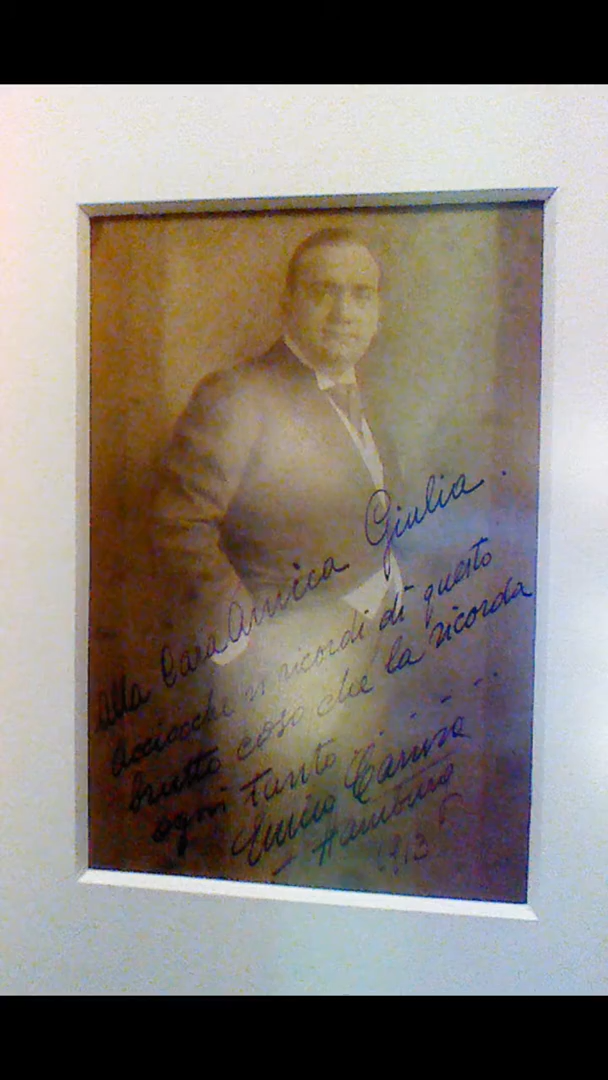 Alla Cara Amica Giulia.
Acciocche si ricordi di questo
brutto coso che la ricorda
ogni tanto . . . .
Enrico Caruso
Hamburg
1913